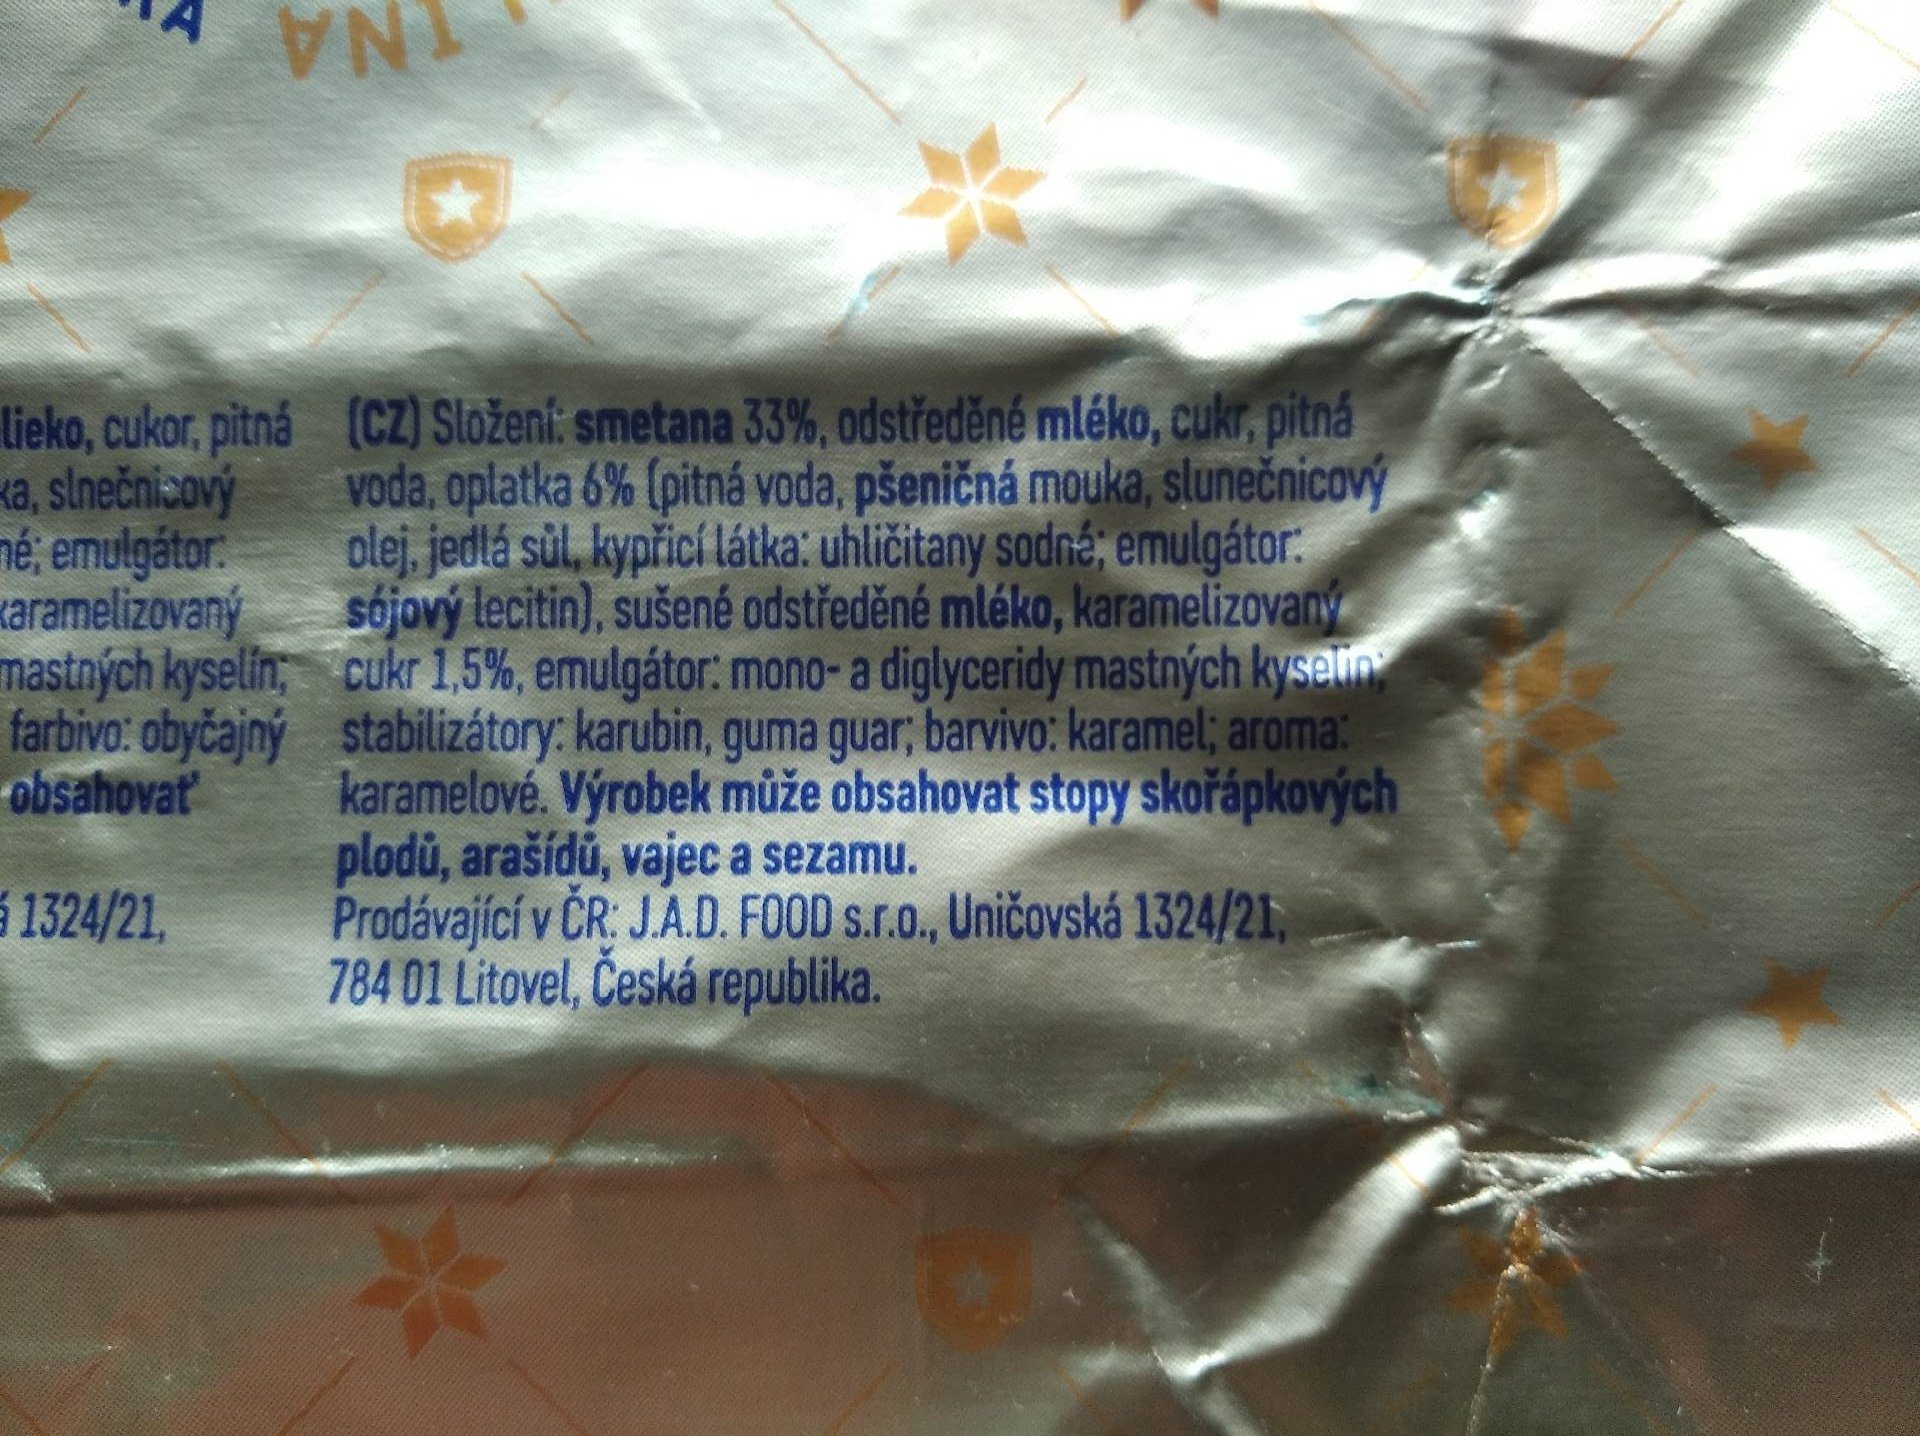 INA
lieko, cukor, pitná
ka, slnečnicový
né; emulgátor:
karamelizovaný
mastných kyselín;
farbivo: obyčajný
obsahovať
á 1324/21,
(CZ) Složení: smetana 33%, odstředěné mléko, cukr, pitná
voda, oplatka 6% (pitná voda, pšeničná mouka, slunečnicový
olej, jedlá sůl, kypřicí látka: uhličitany sodné; emulgátor:
sójový lecitin), sušené odstředěné mléko, karamelizovaný
cukr 1,5%, emulgátor: mono- a diglyceridy mastných kyselin;
stabilizátory: karubin, guma guar; barvivo: karamel; aroma:
karamelové. Výrobek může obsahovat stopy skořápkových
plodů, arašídů, vajec a sezamu.
Prodávající v ČR: J.A.D. FOOD s.r.o., Uničovská 1324/21,
784 01 Litovel, Česká republika.